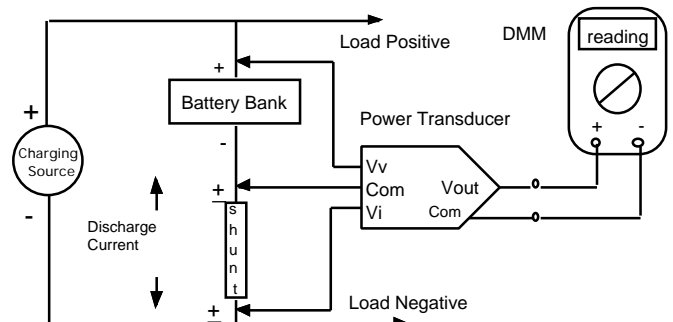 Load Positive
DMM
reading
+
Battery Bank
-
+
Charging
Source
-
Power Transducer
+
-
Vv
Com
Vi
Vout
Com
+
shunt
+
Discharge
Current
Load Negative